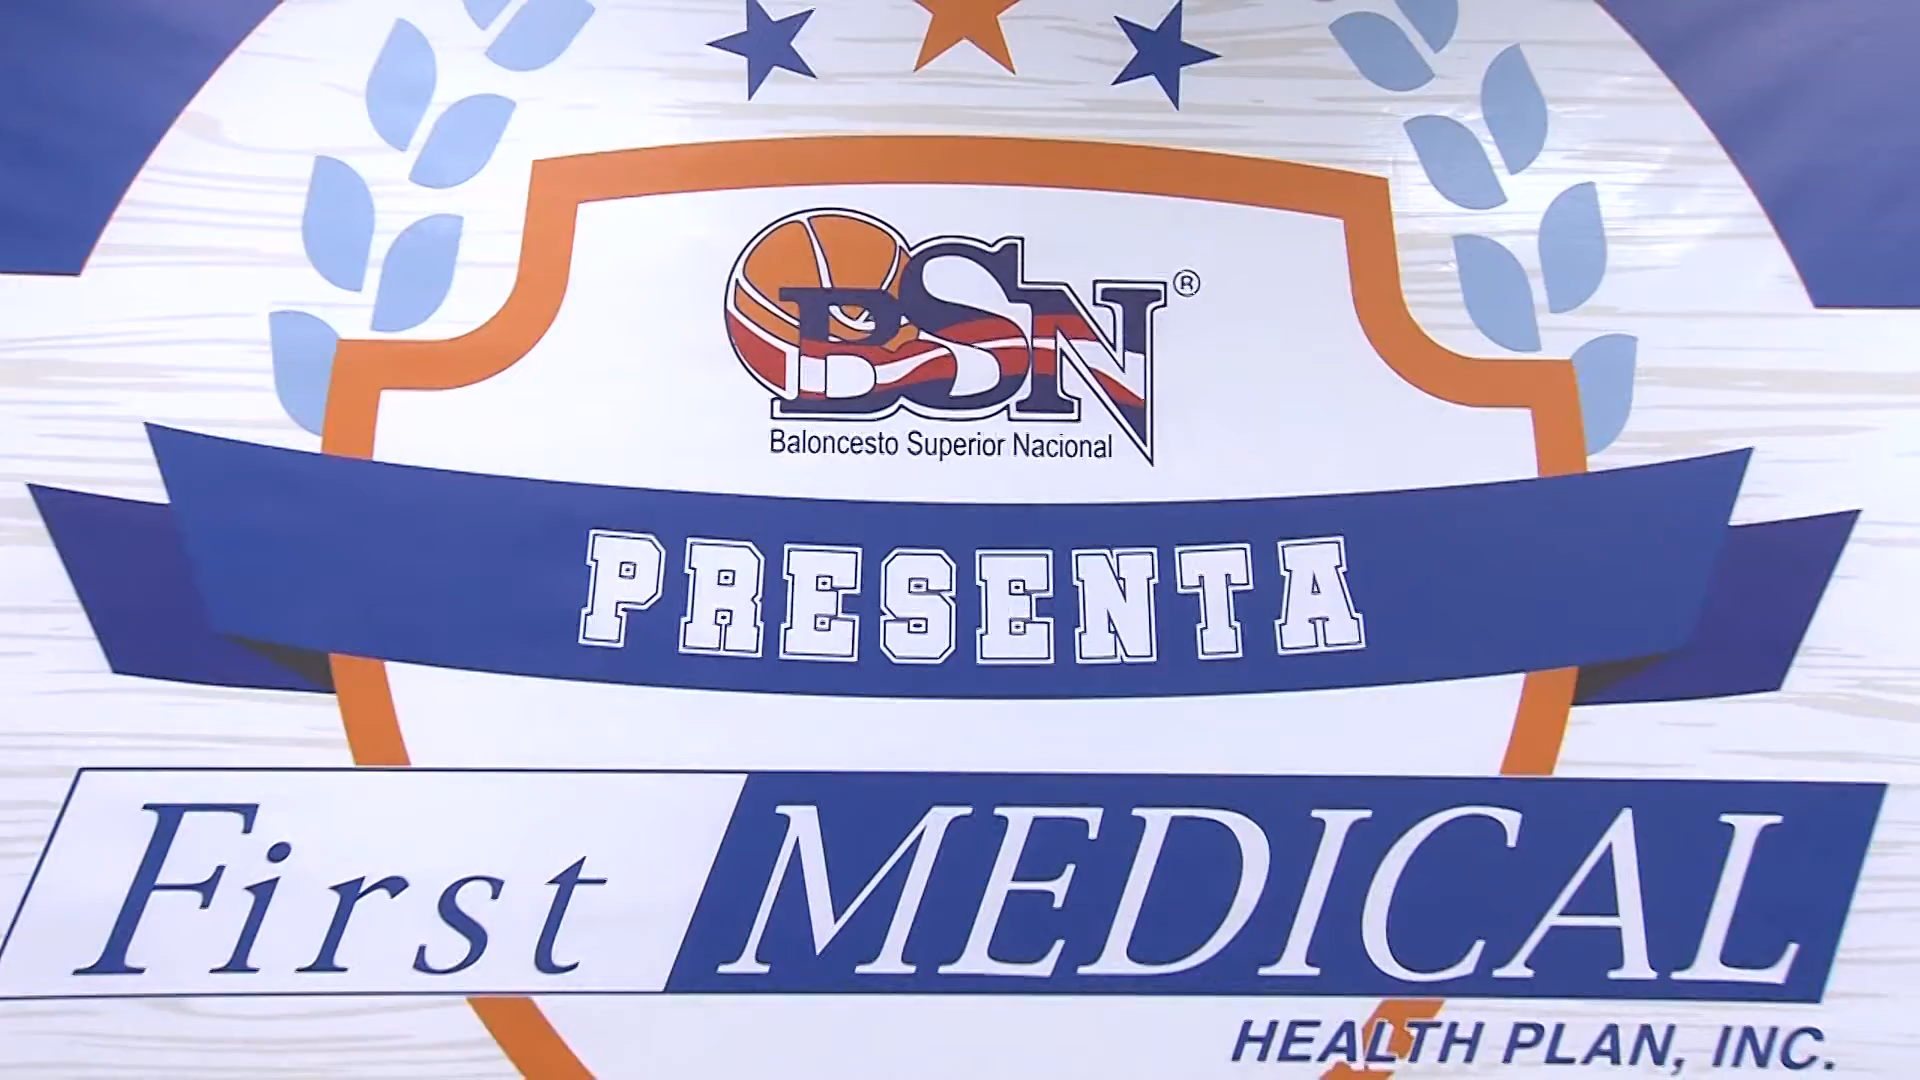 BSN®
Baloncesto Superior Nacional
PRESENTA
First MEDICAL
HEALTH PLAN, INC.